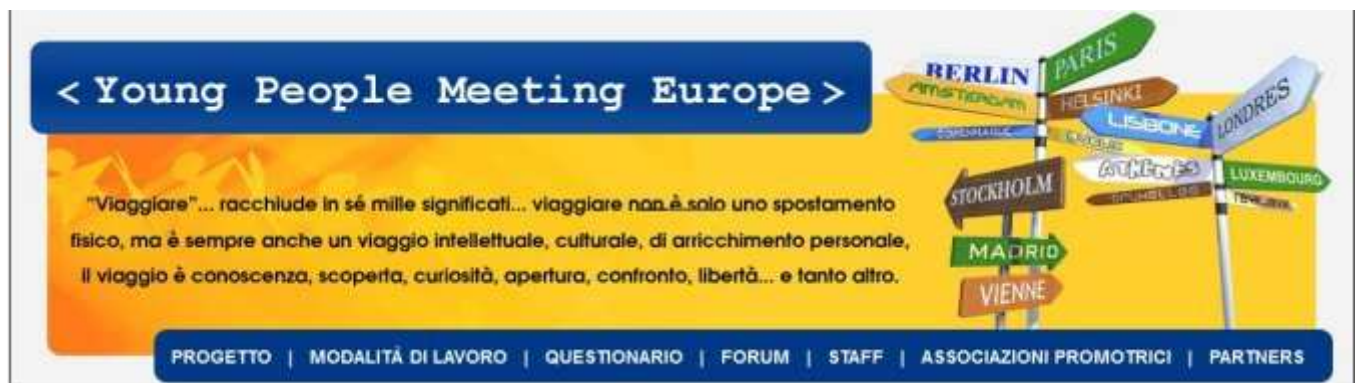 < Young People Meeting Europe >
"Viaggiare"... racchiude in sé mille significati... viaggiare non è solo uno spostamento
fisico, ma è sempre anche un viaggio intellettuale, culturale, di arricchimento personale,
il viaggio è conoscenza, scoperta, curiosità, apertura, confronto, libertà... e tanto altro.
BERLIN
PARIS
AMSTERDAM
HELSINKI
LISBONE
LONDRES
ATHENES
STOCKHOLM
LUXEMBOURG
MADRID
VIENNE
PROGETTO | MODALITÀ DI LAVORO | QUESTIONARIO | FORUM | STAFF | ASSOCIAZIONI PROMOTRICI | PARTNERS